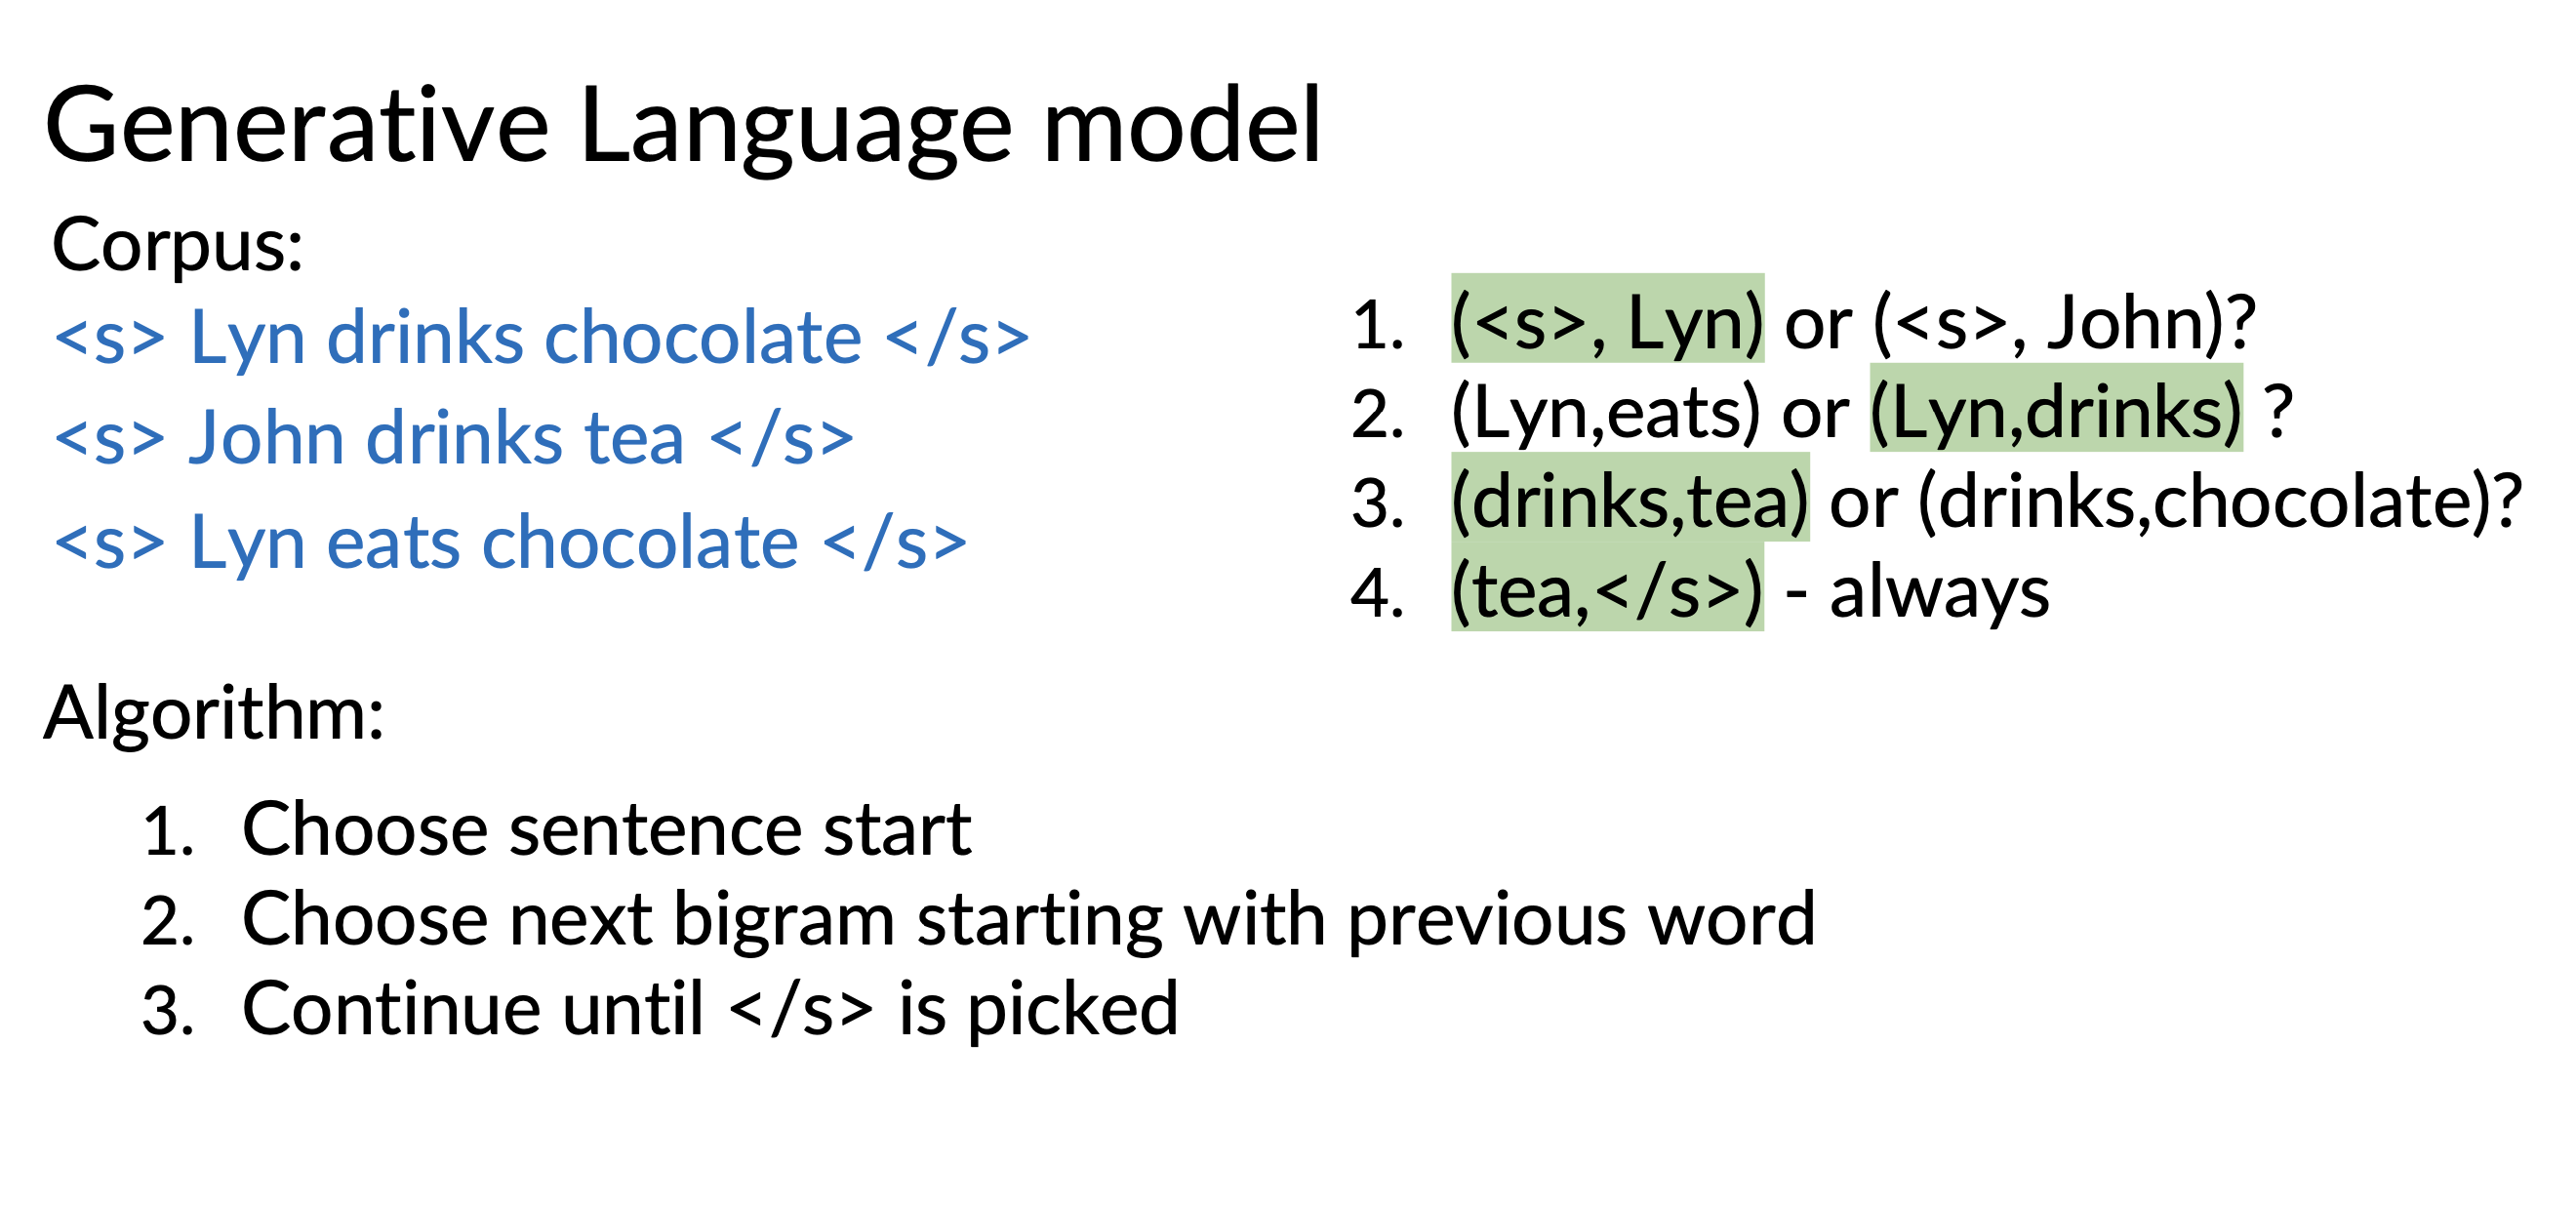 Generative Language model
Corpus:
<s> Lyn drinks chocolate </s>
<s> John drinks tea </s>
<s> Lyn eats chocolate </s>
1. (<s>, Lyn) or (<s>, John)?
2. (Lyn,eats) or (Lyn,drinks) ?
3. (drinks,tea) or (drinks,chocolate)?
4. (tea,</s>) - always
Algorithm:
1. Choose sentence start
2. Choose next bigram starting with previous word
3. Continue until </s> is picked